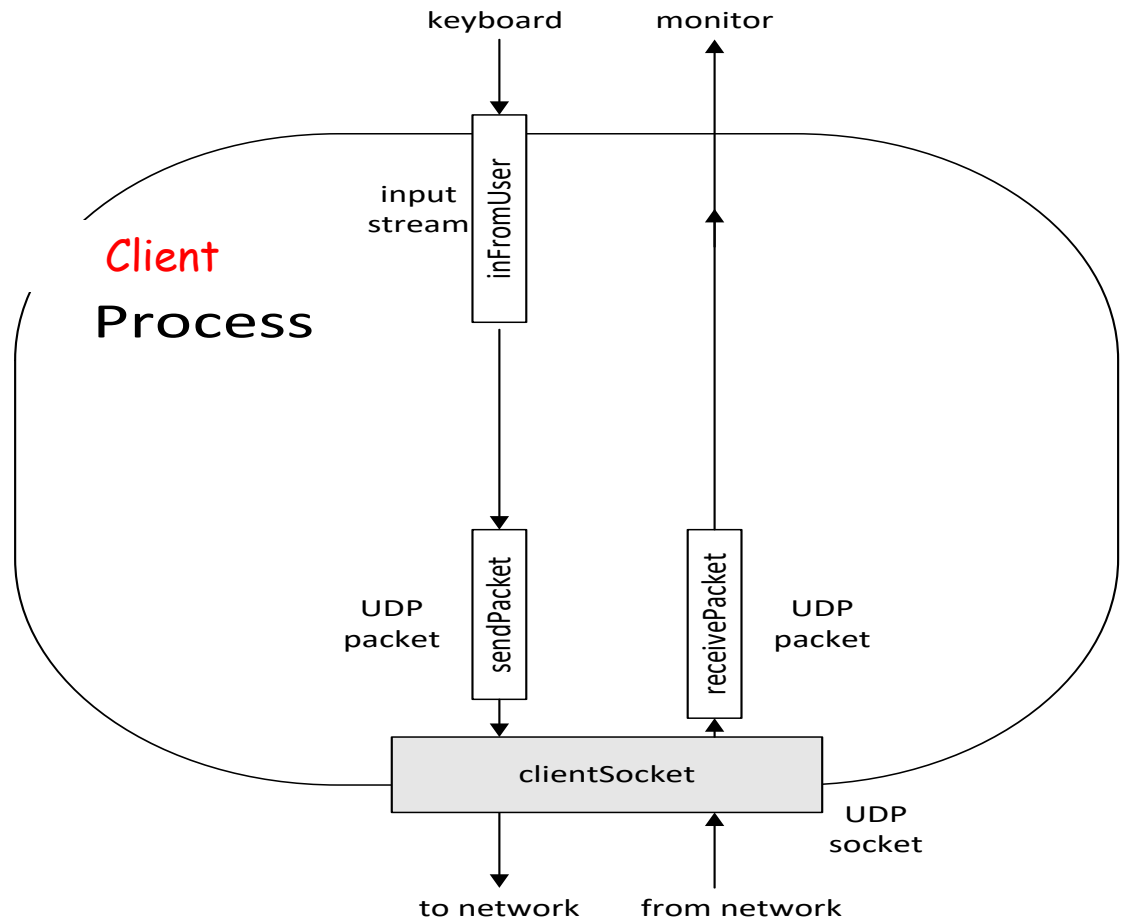 keyboard
monitor
input
stream
inFromUser
Client
Process
UDP
packet
sendPacket
receivePacket
UDP
packet
clientSocket
UDP
socket
to network
from network